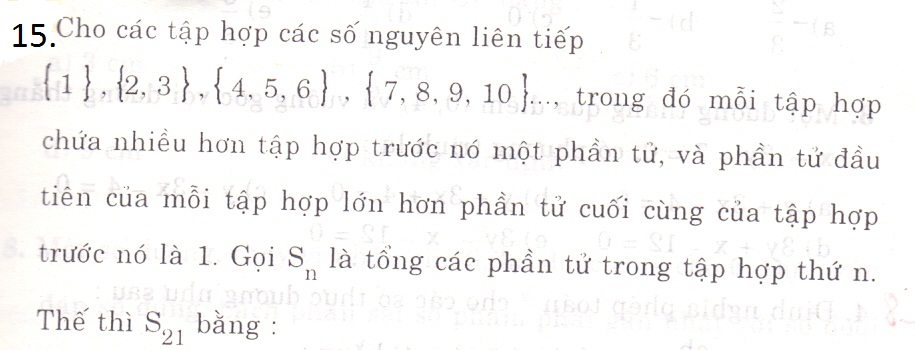 15. Cho các tập hợp các số nguyên liên tiếp
{ 1 }, {2, 3 }, { 4, 5, 6 }, { 7, 8, 9, 10 }..., trong đó mỗi tập hợp
chứa nhiều hơn tập hợp trước nó một phần tử, và phần tử đầu
tiên của mỗi tập hợp lớn hơn phần tử cuối cùng của tập hợp
trước nó là 1. Gọi Sn là tổng các phần tử trong tập hợp thứ n.
Thế thì S21 bằng :